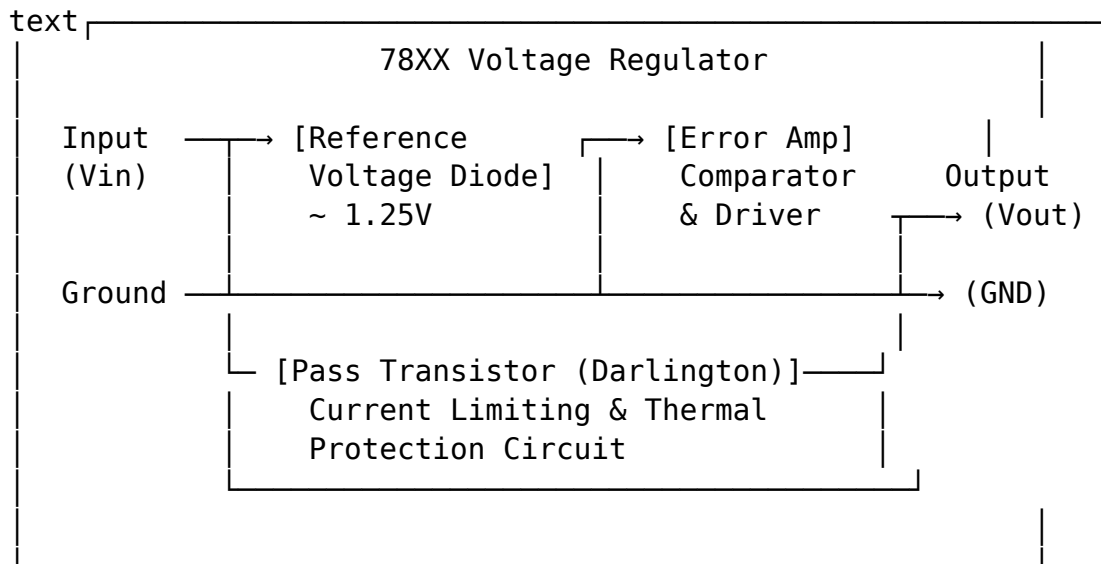 text
78XX Voltage Regulator
Input → [Reference → [Error Amp]
(Vin) Voltage Diode] Comparator Output
~ 1.25V & Driver → (Vout)
Ground → (GND)
[Pass Transistor (Darlington)]
Current Limiting & Thermal
Protection Circuit